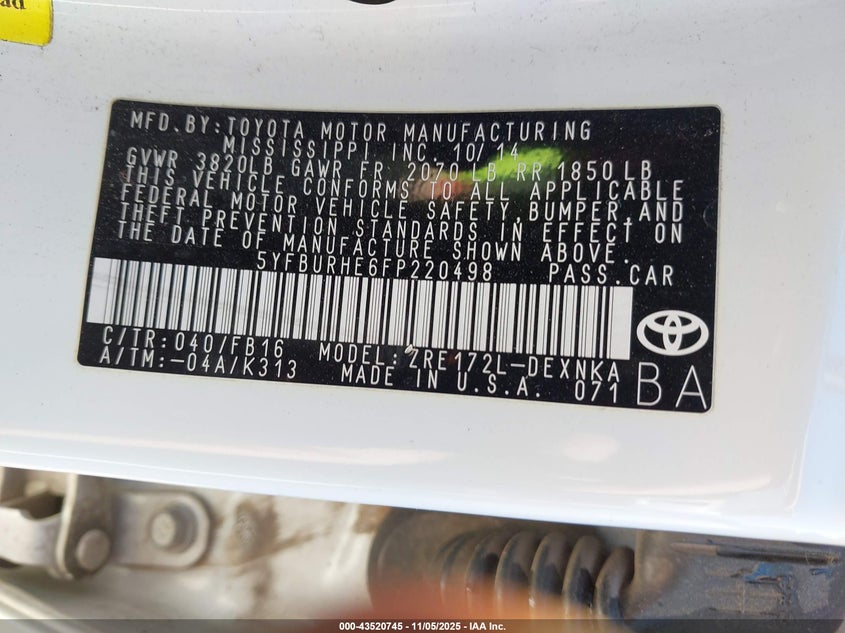 ad
MFD.BY:TOYOTA MOTOR MANUFACTURING
MISSISSIPPI INC. 10/14
GVWR 3820LB GAWR FR 2070 LB RR 1850 LB
THIS VEHICLE CONFORMS TO ALL APPLICABLE
FEDERAL MOTOR VEHICLE SAFETY,BUMPER,AND
THEFT PREVENTION STANDARDS IN EFFECT ON
THE DATE OF MANUFACTURE SHOWN ABOVE.
5YFBURHE6FP220498 PASS.CAR
C/TR:040/FB16 MODEL:ZRE172L-DEXNKA
A/TM:-04A/K313 MADE IN U.S.A. 071
BA
000-43520745 - 11/05/2025 - IAA Inc.